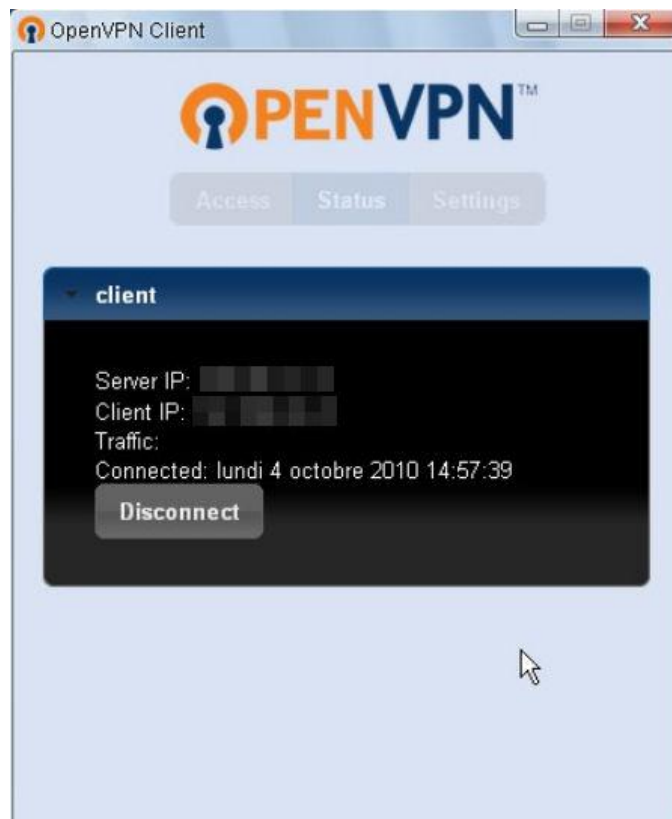 OpenVPN Client
OPENVPN™
Access Status Settings
client
Server IP:
Client IP:
Traffic:
Connected: lundi 4 octobre 2010 14:57:39
Disconnect